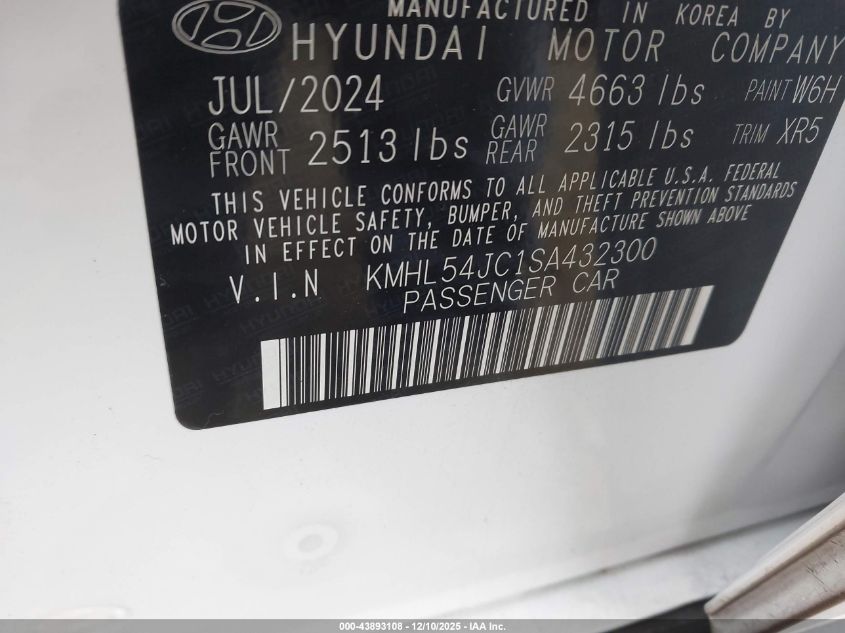 MANUFACTURED IN KOREA BY
HYUNDAI MOTOR COMPANY
JUL/2024 GVWR 4663 lbs PAINT W6H
GAWR FRONT 2513 lbs GAWR REAR 2315 lbs TRIM XR5
THIS VEHICLE CONFORMS TO ALL APPLICABLE U.S.A. FEDERAL
MOTOR VEHICLE SAFETY, BUMPER, AND THEFT PREVENTION STANDARDS
IN EFFECT ON THE DATE OF MANUFACTURE SHOWN ABOVE
V.I.N KMHL54JC1SA432300
PASSENGER CAR
000-43893108 - 12/10/2025 - IAA Inc.